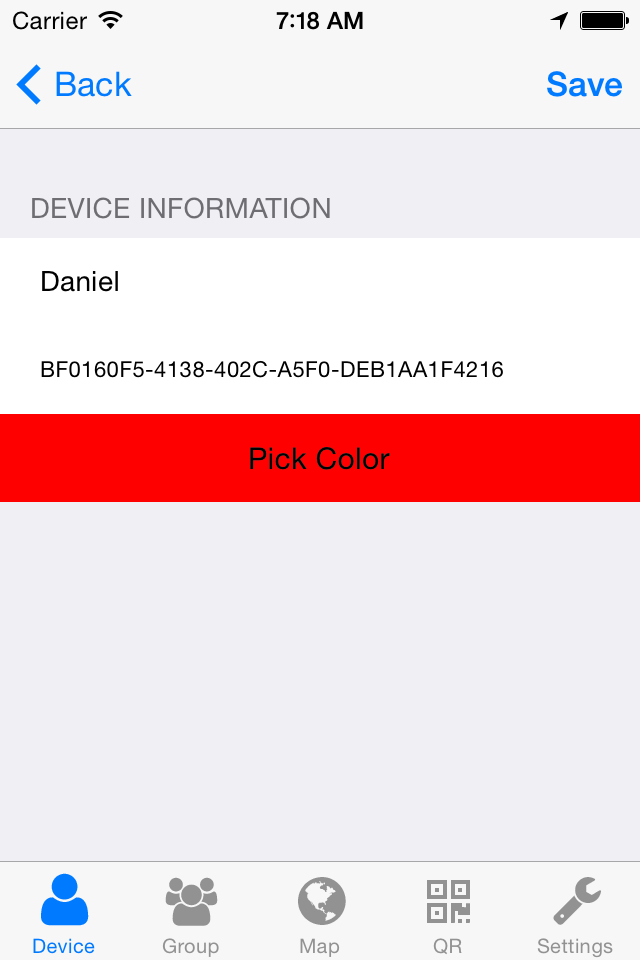 Carrier 7:18 AM
Back Save
DEVICE INFORMATION
Daniel
BF0160F5-4138-402C-A5F0-DEB1AA1F4216
Pick Color
Device Group Map QR Settings